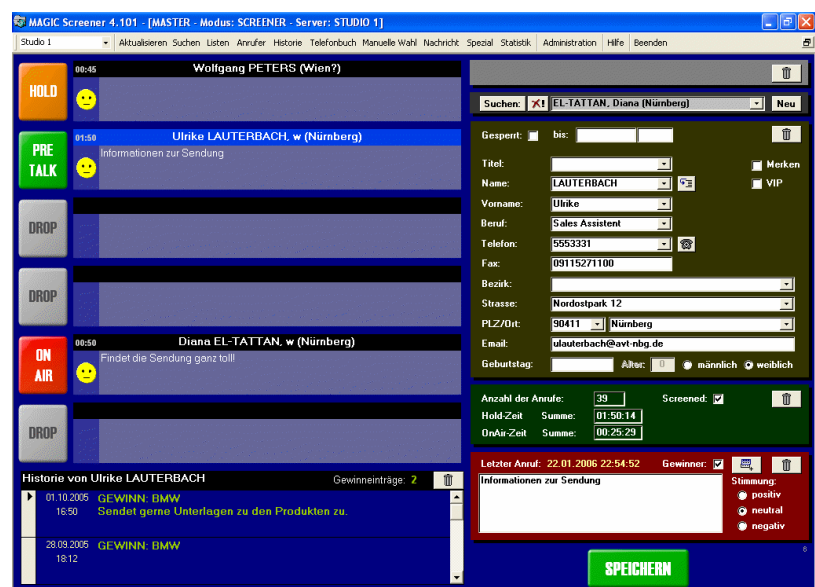 MAGIC Screener 4.101 - [MASTER - Modus: SCREENER - Server: STUDIO 1]
Studio 1 Aktualisieren Suchen Listen Anrufer Historie Telefonbuch Manuelle Wahl Nachricht Spezial Statistik Administration Hilfe Beenden
HOLD
00:45 Wolfgang PETERS (Wien?)
PRE
TALK
01:50 Ulrike LAUTERBACH, w (Nürnberg)
Informationen zur Sendung
DROP
DROP
ON
AIR
00:50 Diana EL-TATTAN, w (Nürnberg)
Findet die Sendung ganz toll!
DROP
Historie von Ulrike LAUTERBACH Gewinneinträge: 2
01.10.2005 GEWINN: BMW
16:50 Sendet gerne Unterlagen zu den Produkten zu.
28.09.2005 GEWINN: BMW
18:12
Suchen: X! EL-TATTAN, Diana (Nürnberg) Neu
Gesperrt: bis:
Titel: Merken
Name: LAUTERBACH VIP
Vorname: Ulrike
Beruf: Sales Assistent
Telefon: 5553331
Fax: 09115271100
Bezirk:
Strasse: Nordostpark 12
PLZ/Ort: 90411 Nürnberg
Email: ulauterbach@avt-nbg.de
Geburtstag: Alter: 0 männlich weiblich
Anzahl der Anrufe: 39 Screened:
Hold-Zeit Summe: 01:50:14
OnAir-Zeit Summe: 00:25:29
Letzter Anruf: 22.01.2006 22:54:52 Gewinner:
Informationen zur Sendung
Stimmung:
positiv
neutral
negativ
SPEICHERN